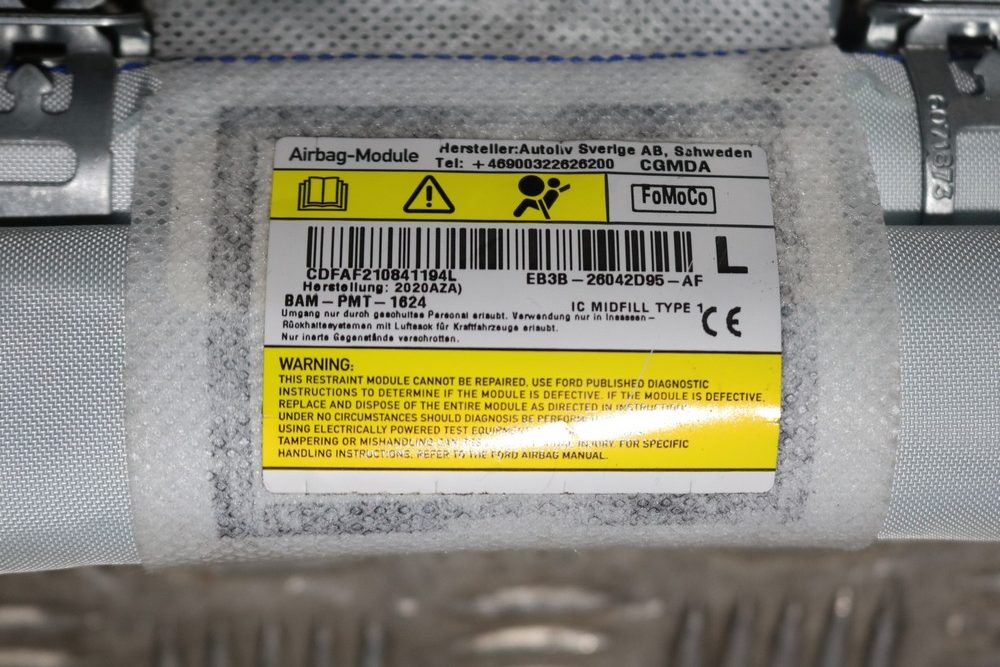 Airbag-Module
Hersteller:Autoliv Sverige AB, Sahweden
Tel: +46900322626200 CGMDA
FoMoCo
L
CDFAF210841194L
EB3B-26042D95-AF
Herstellung: 2020AZA)
BAM-PMT-1624
IC MIDFILL TYPE 1
CE
Umgang nur durch geschultes Personal erlaubt. Verwendung nur in Insassen-
Rückhaltesystemen mit Luftsack für Kraftfahrzeuge erlaubt.
Nur inerte Gegenstände verschrotten.
WARNING:
THIS RESTRAINT MODULE CANNOT BE REPAIRED. USE FORD PUBLISHED DIAGNOSTIC
INSTRUCTIONS TO DETERMINE IF THE MODULE IS DEFECTIVE. IF THE MODULE IS DEFECTIVE,
REPLACE AND DISPOSE OF THE ENTIRE MODULE AS DIRECTED IN INSTRUCTIONS.
UNDER NO CIRCUMSTANCES SHOULD DIAGNOSIS BE PERFORMED
USING ELECTRICALLY POWERED TEST EQUIPMENT
TAMPERING OR MISHANDLING CAN INJURY. FOR SPECIFIC
HANDLING INSTRUCTIONS, REFER TO THE FORD AIRBAG MANUAL.